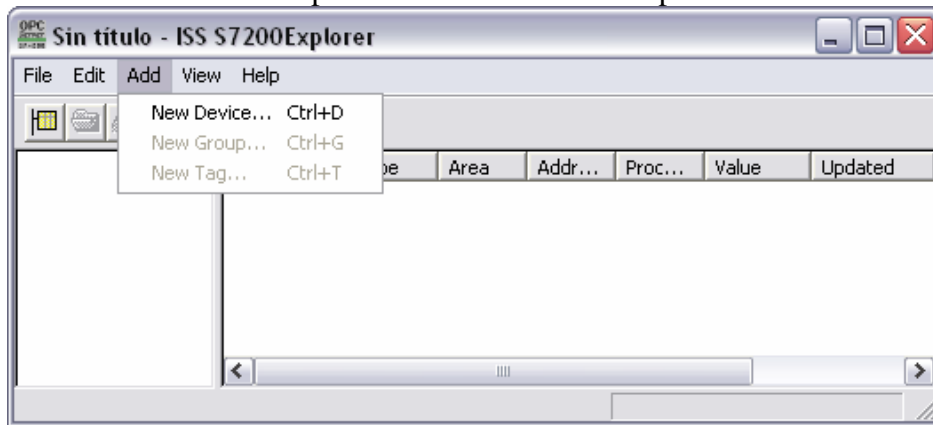 Sin título - ISS S7200Explorer
File Edit Add View Help
New Device... Ctrl+D
New Group... Ctrl+G
New Tag... Ctrl+T
Area Addr... Proc... Value Updated